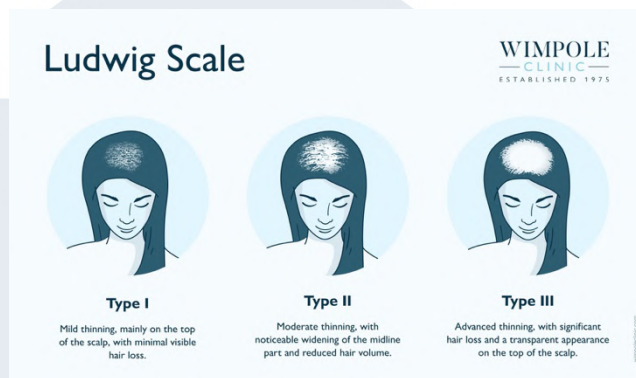 Ludwig Scale
WIMPOLE
CLINIC
ESTABLISHED 1975
Type I
Mild thinning, mainly on the top
of the scalp, with minimal visible
hair loss.
Type II
Moderate thinning, with
noticeable widening of the midline
part and reduced hair volume.
Type III
Advanced thinning, with significant
hair loss and a transparent appearance
on the top of the scalp.